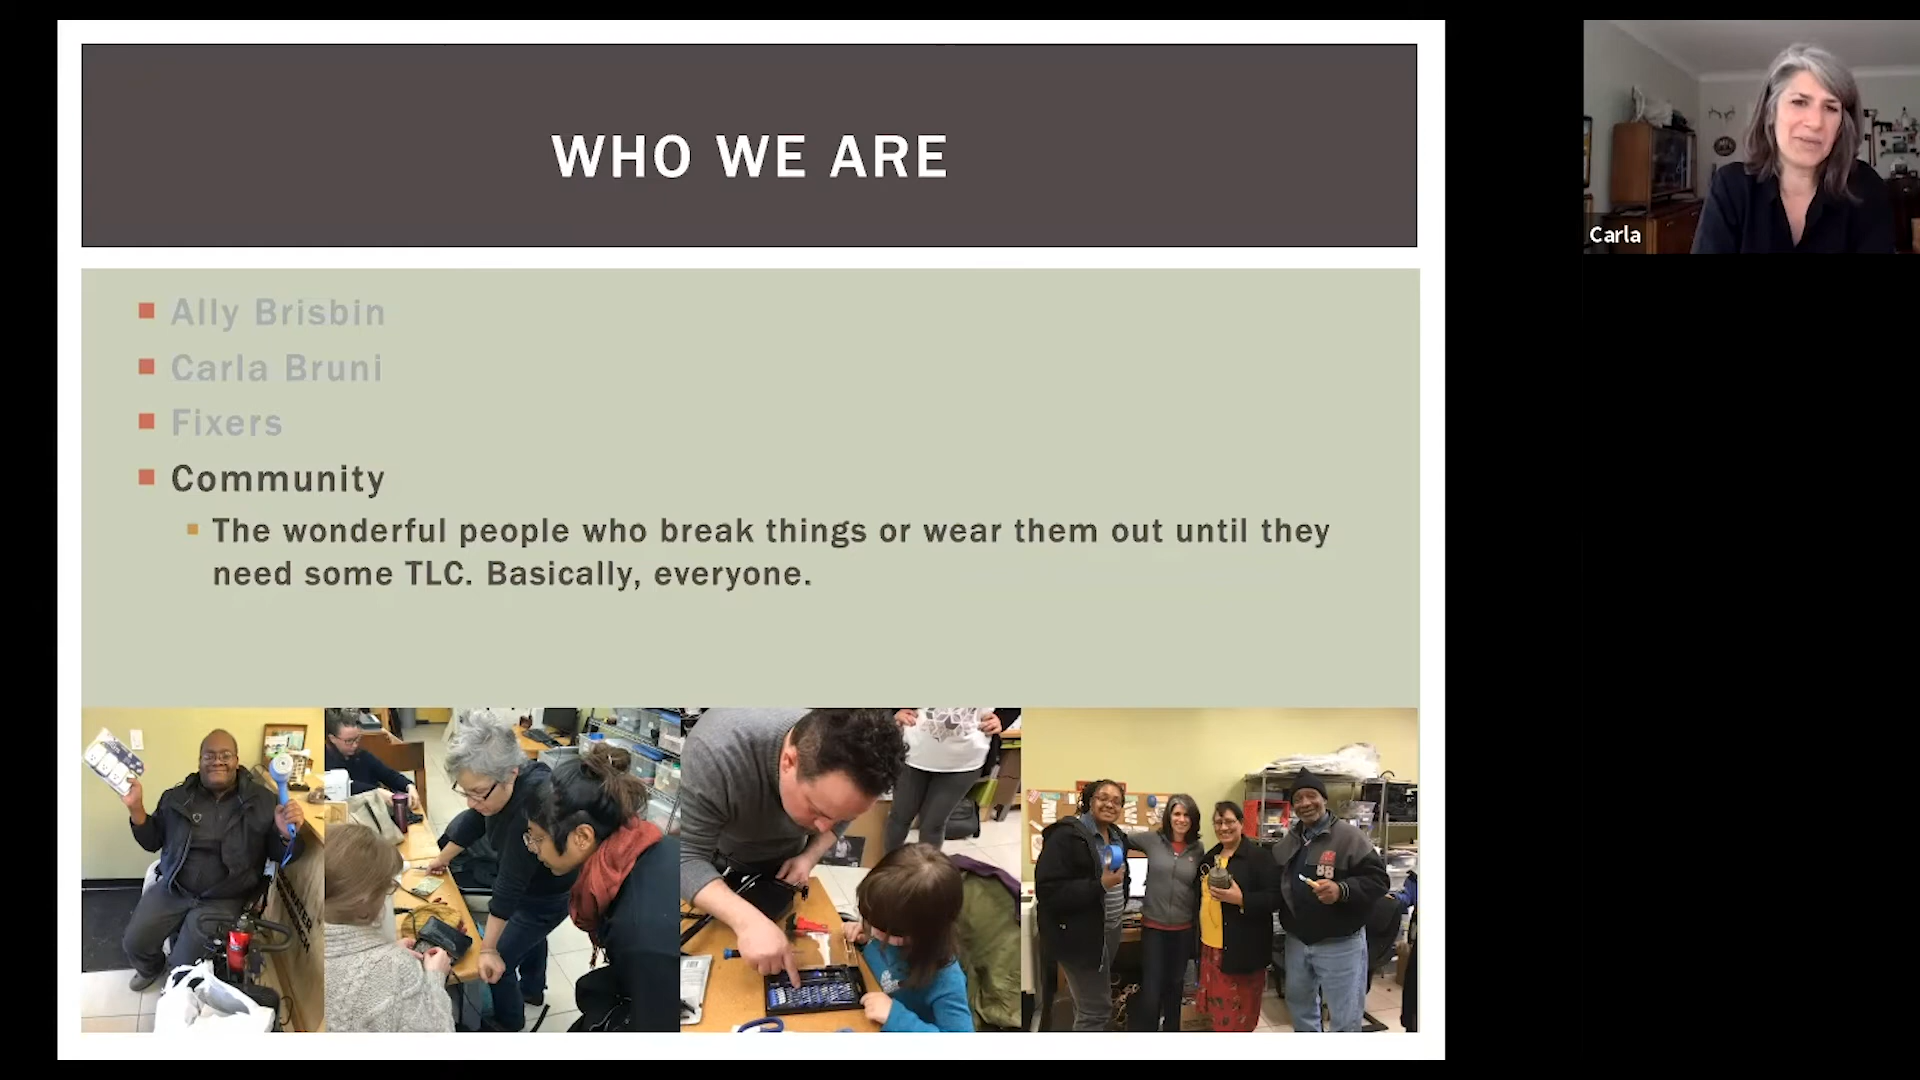 WHO WE ARE
Ally Brisbin
Carla Bruni
Fixers
Community
The wonderful people who break things or wear them out until they
need some TLC. Basically, everyone.
Carla